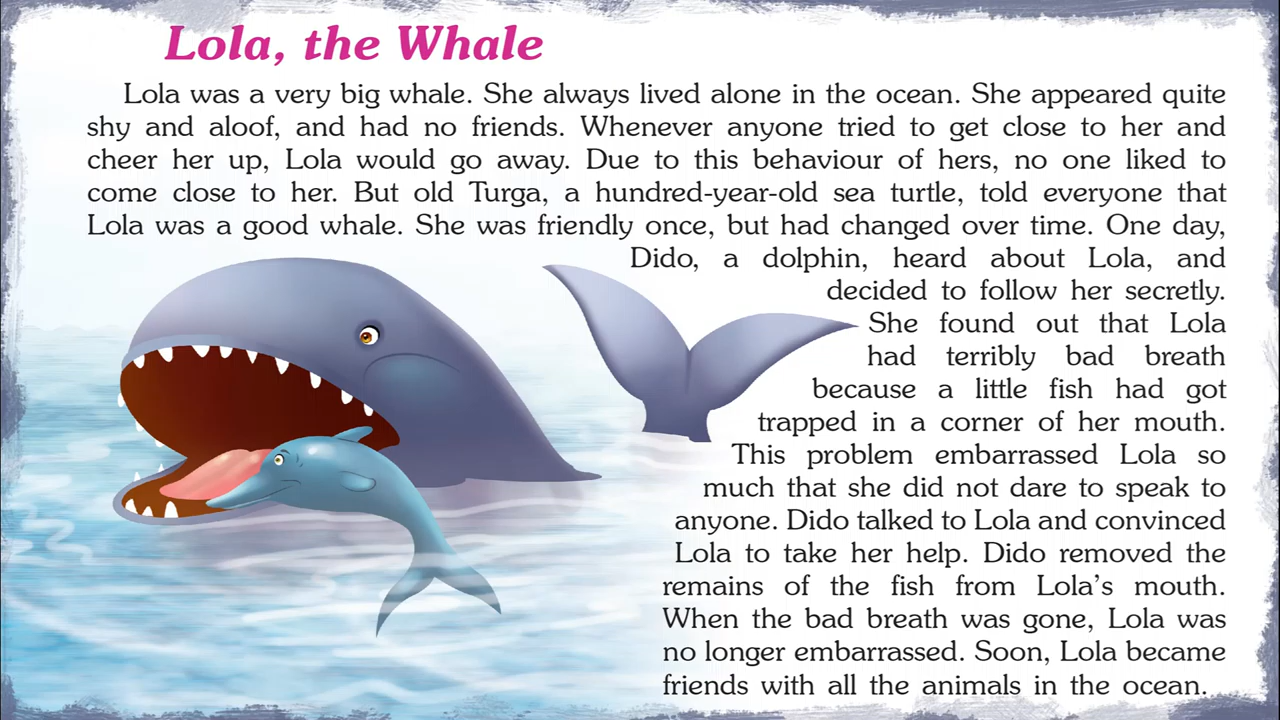 Lola, the Whale
Lola was a very big whale. She always lived alone in the ocean. She appeared quite
shy and aloof, and had no friends. Whenever anyone tried to get close to her and
cheer her up, Lola would go away. Due to this behaviour of hers, no one liked to
come close to her. But old Turga, a hundred-year-old sea turtle, told everyone that
Lola was a good whale. She was friendly once, but had changed over time. One day,
Dido, a dolphin, heard about Lola, and
decided to follow her secretly.
She found out that Lola
had terribly bad breath
because a little fish had got
trapped in a corner of her mouth.
This problem embarrassed Lola so
much that she did not dare to speak to
anyone. Dido talked to Lola and convinced
Lola to take her help. Dido removed the
remains of the fish from Lola's mouth.
When the bad breath was gone, Lola was
no longer embarrassed. Soon, Lola became
friends with all the animals in the ocean.